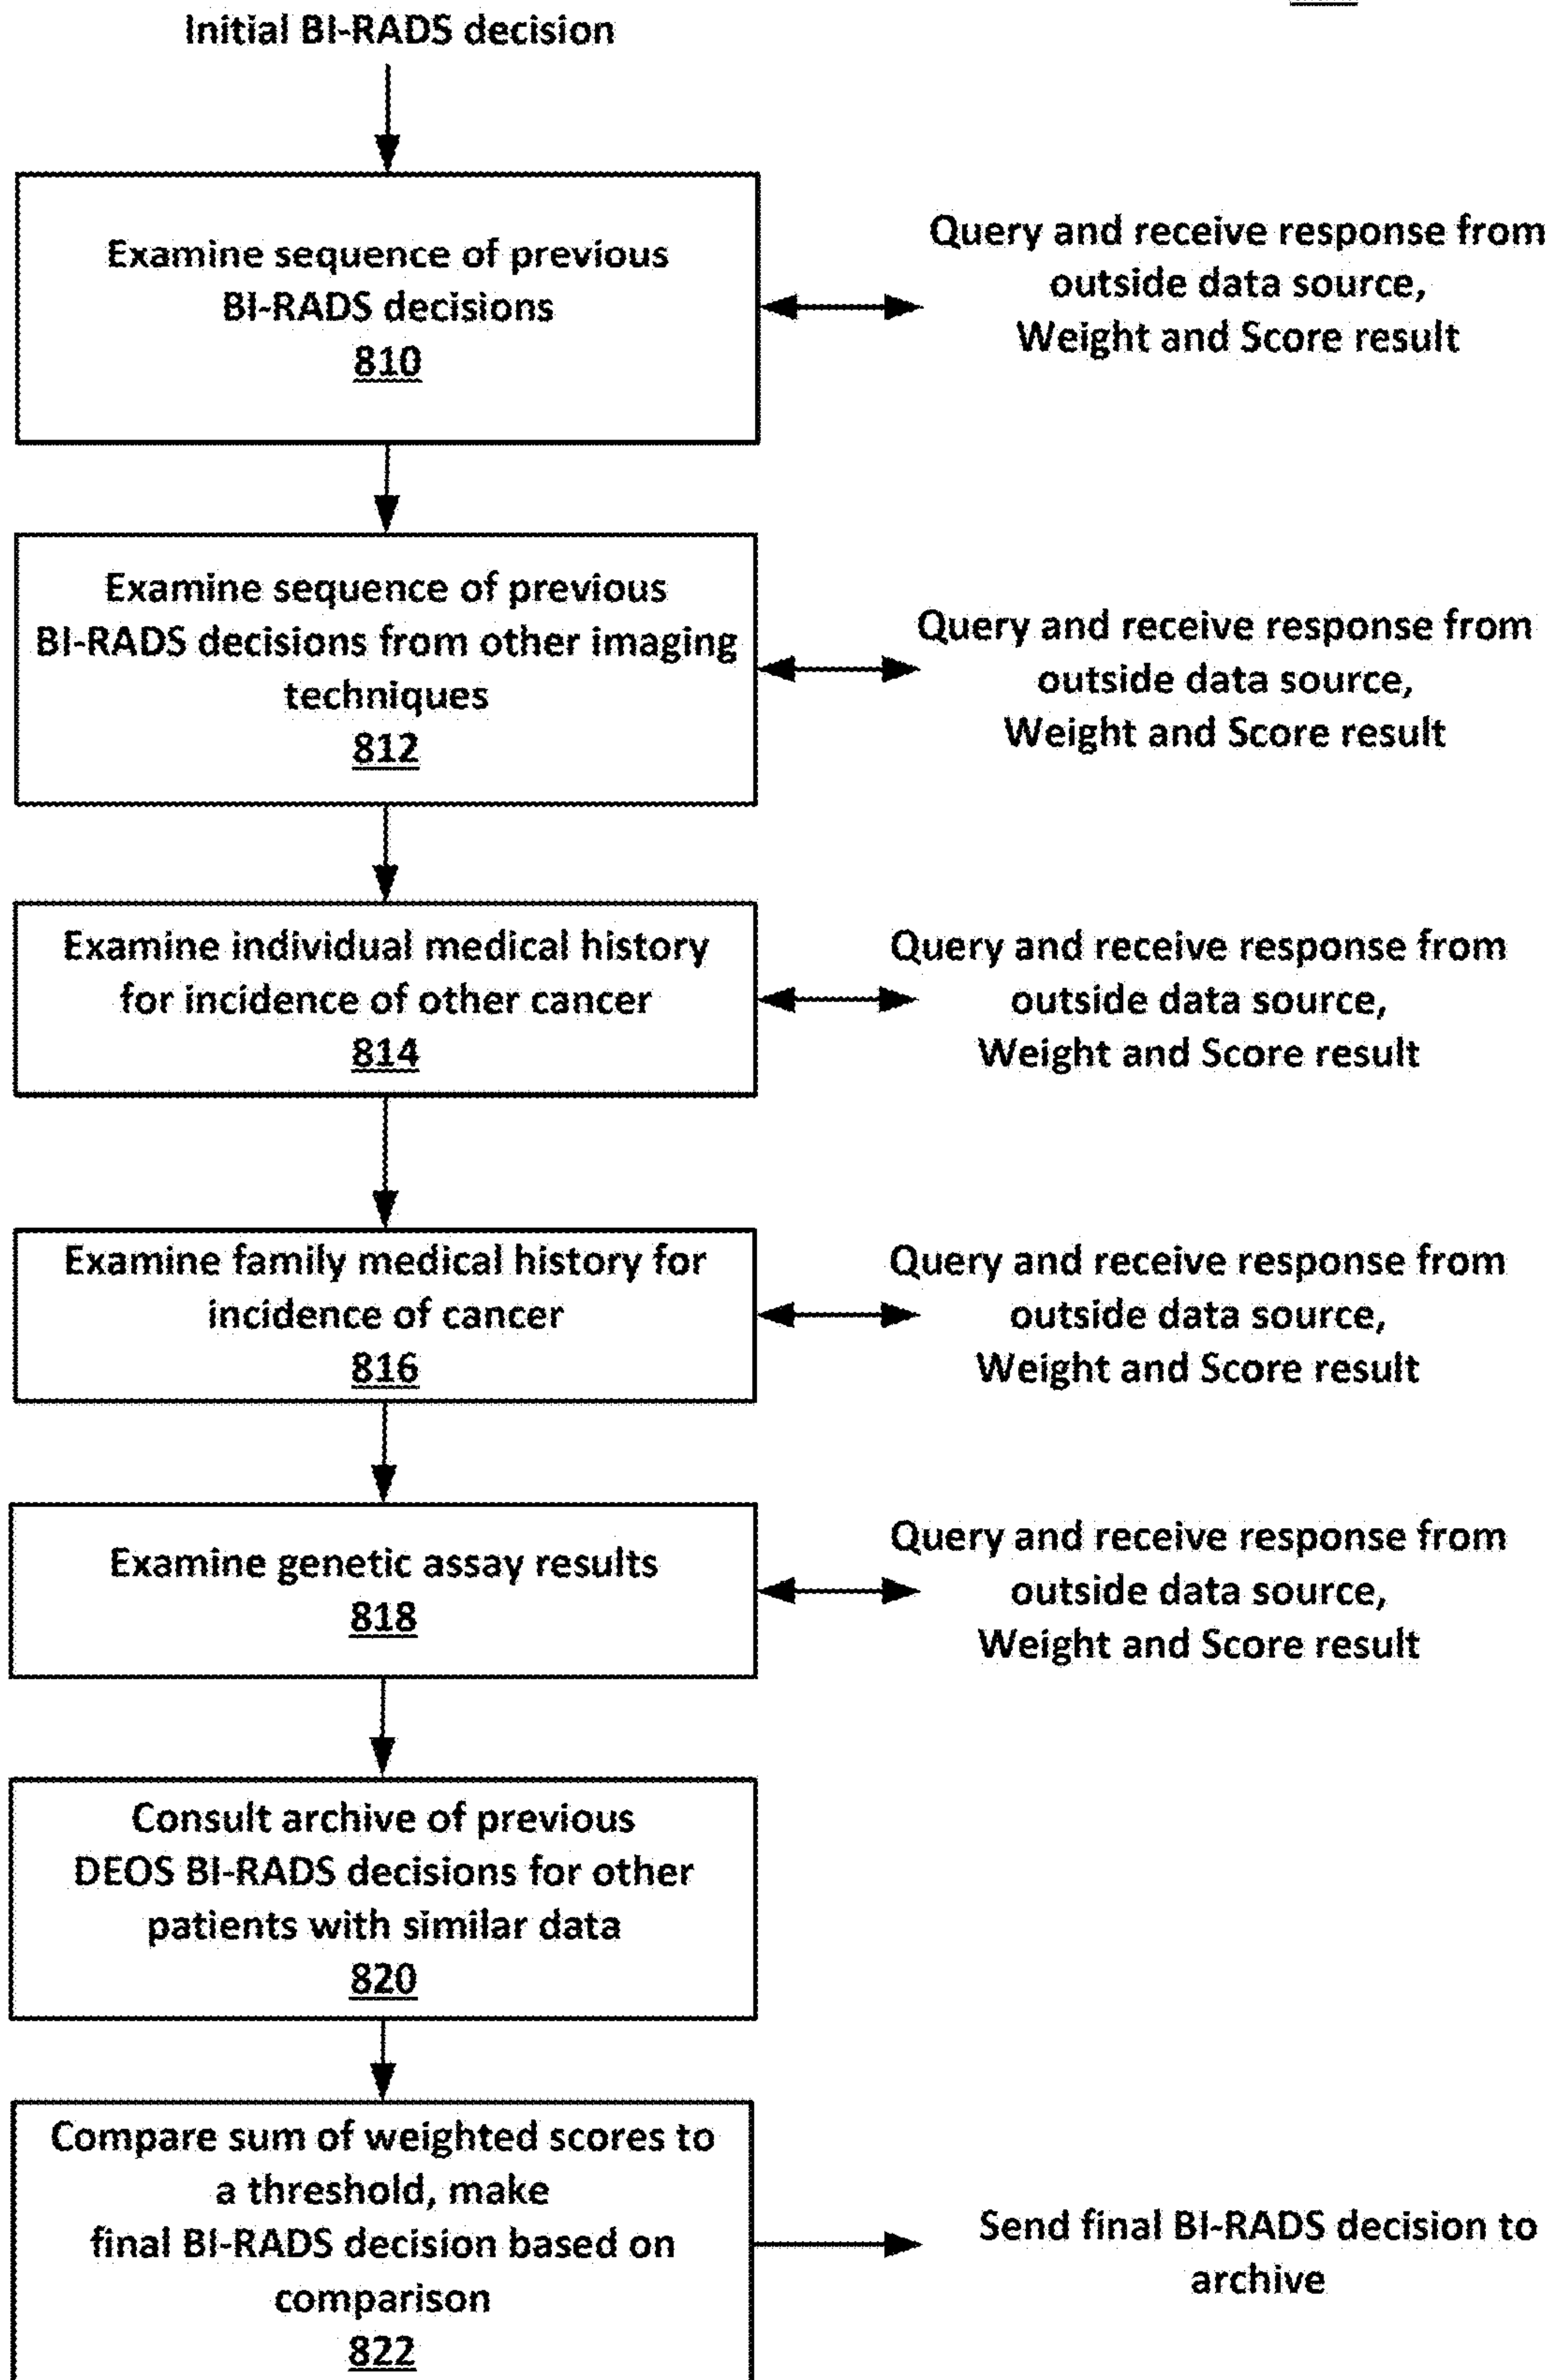 Initial BI-RADS decision
Examine sequence of previous
BI-RADS decisions
810
Query and receive response from
outside data source,
Weight and Score result
Examine sequence of previous
BI-RADS decisions from other imaging
techniques
812
Query and receive response from
outside data source,
Weight and Score result
Examine individual medical history
for incidence of other cancer
814
Query and receive response from
outside data source,
Weight and Score result
Examine family medical history for
incidence of cancer
816
Query and receive response from
outside data source,
Weight and Score result
Examine genetic assay results
818
Query and receive response from
outside data source,
Weight and Score result
Consult archive of previous
DEOS BI-RADS decisions for other
patients with similar data
820
Compare sum of weighted scores to
a threshold, make
final BI-RADS decision based on
comparison
822
Send final BI-RADS decision to
archive